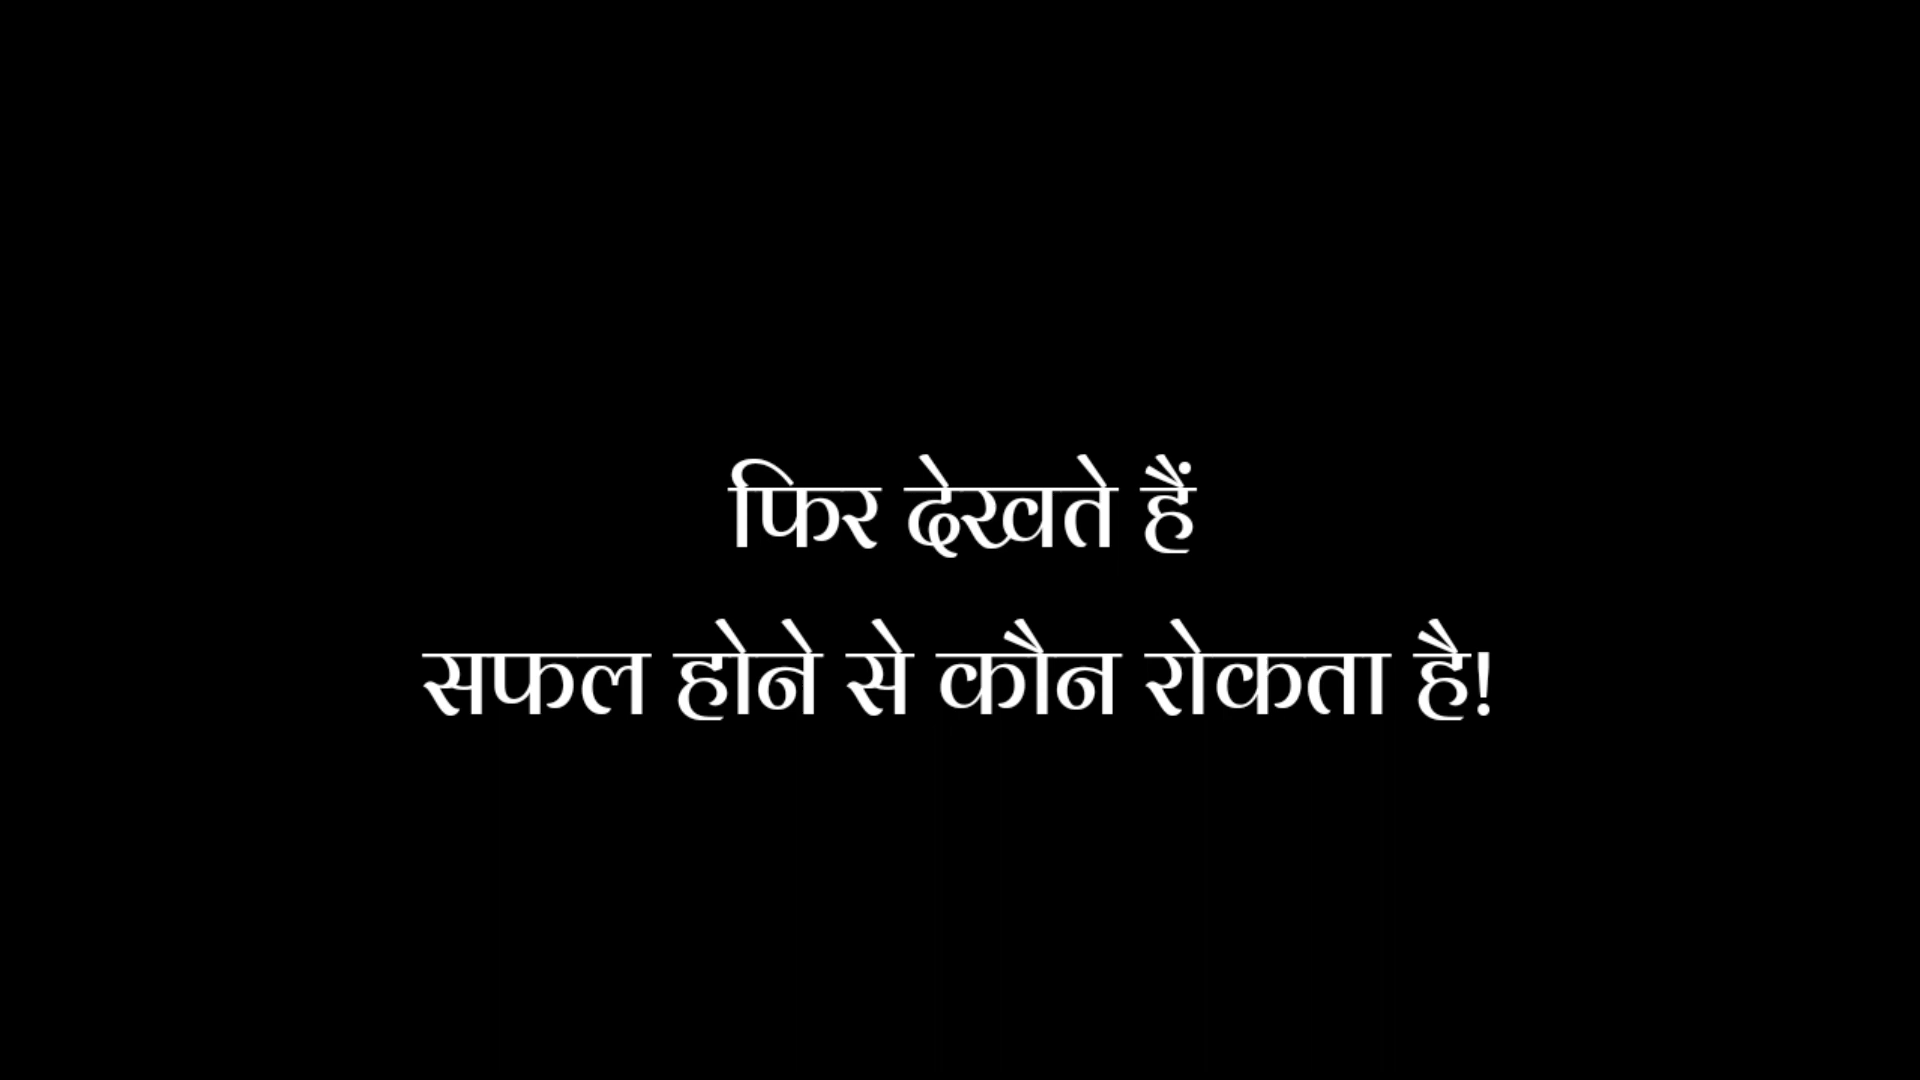 फिर देखते हैं
सफल होने से कौन रोकता है!